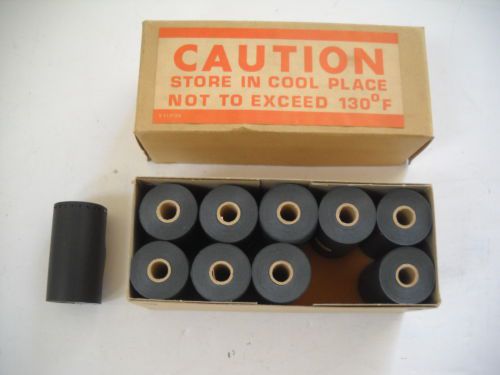 CAUTION
STORE IN COOL PLACE
NOT TO EXCEED 130°F